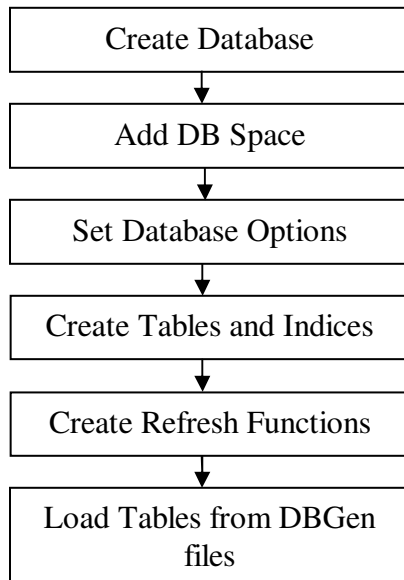 Create Database
Add DB Space
Set Database Options
Create Tables and Indices
Create Refresh Functions
Load Tables from DBGen
files